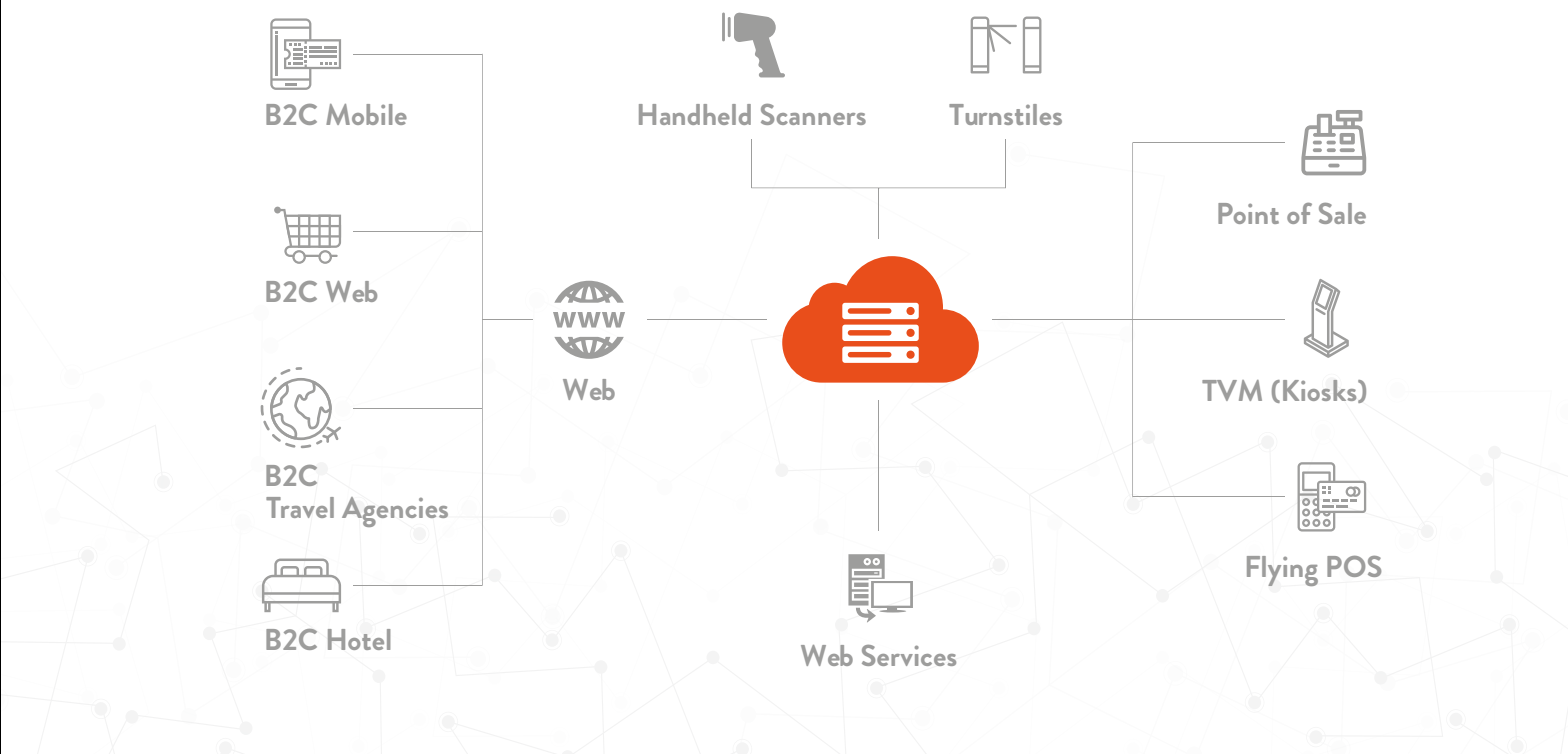 B2C Mobile
Handheld Scanners
Turnstiles
Point of Sale
B2C Web
WWW
Web
TVM (Kiosks)
B2C
Travel Agencies
Flying POS
B2C Hotel
Web Services